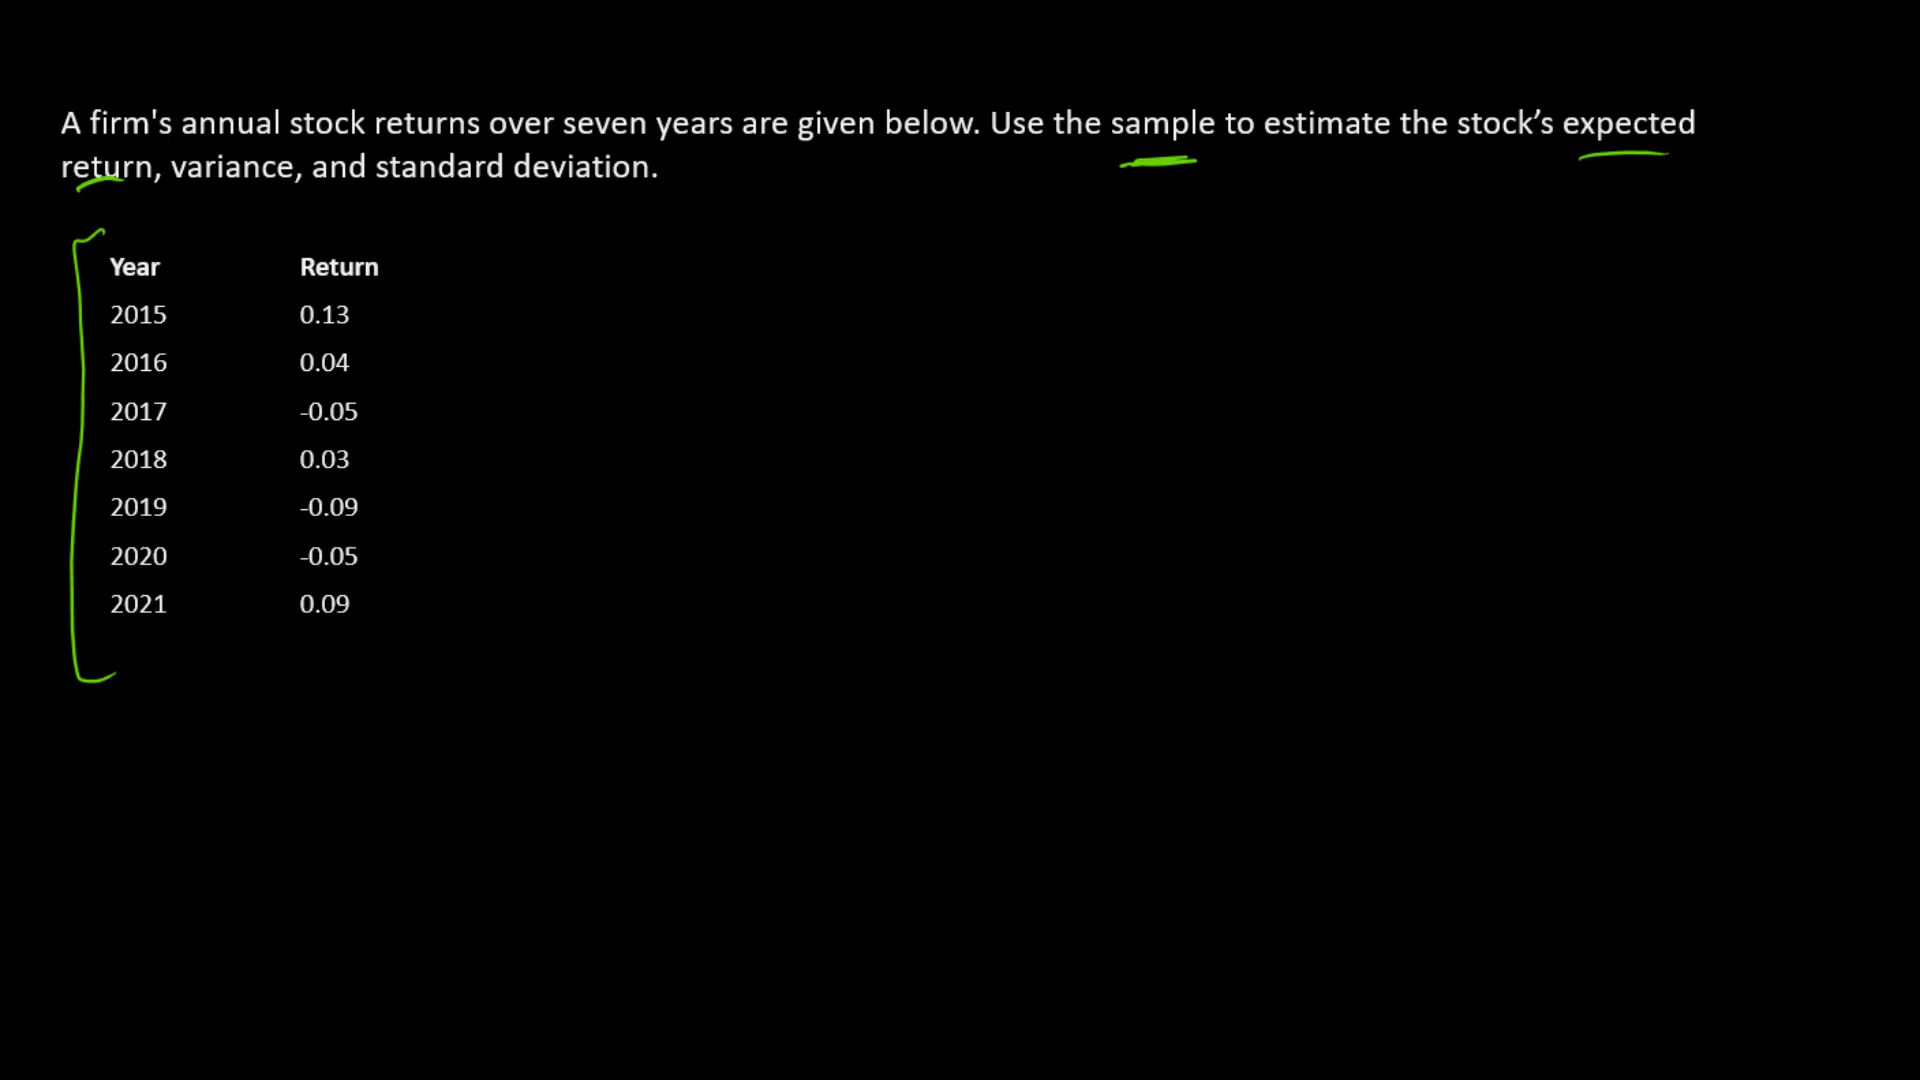 A firm's annual stock returns over seven years are given below. Use the sample to estimate the stock’s expected
return, variance, and standard deviation.
Year Return
2015 0.13
2016 0.04
2017 -0.05
2018 0.03
2019 -0.09
2020 -0.05
2021 0.09